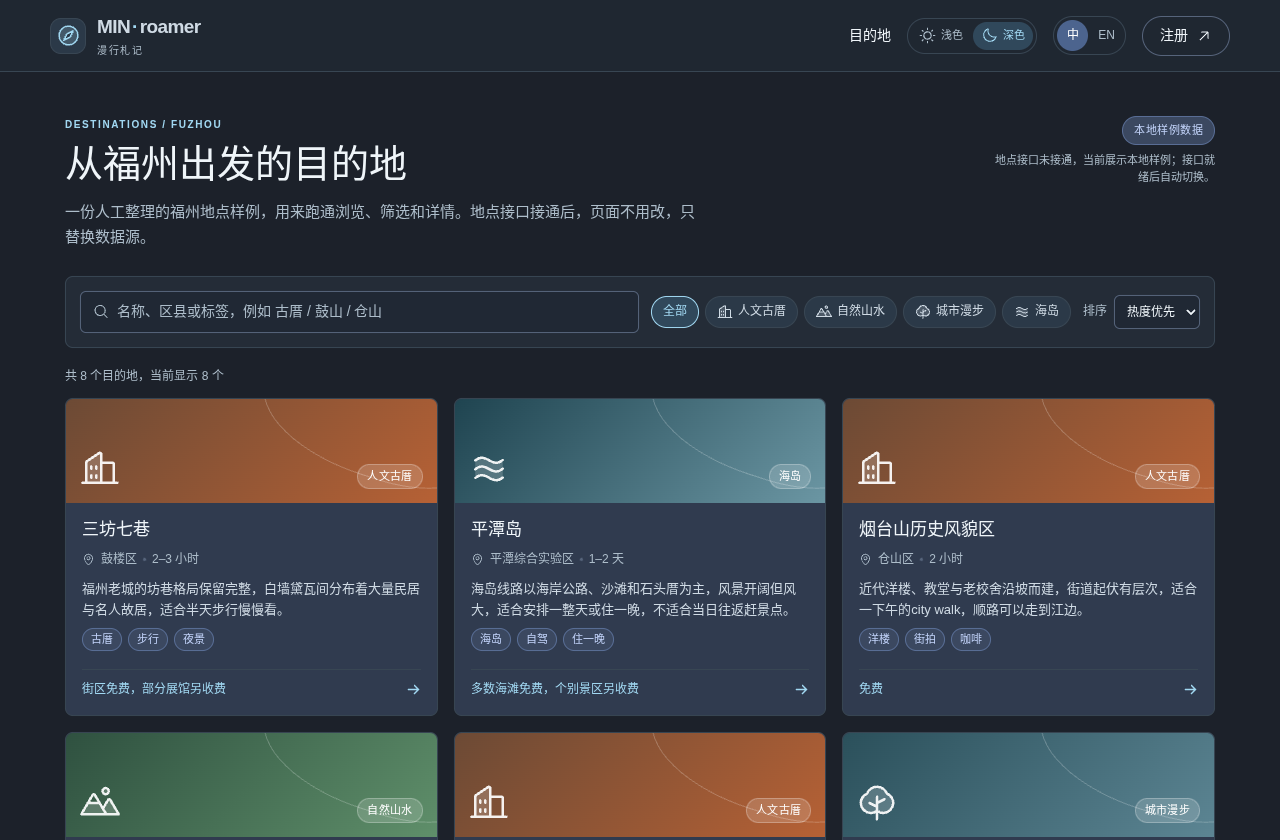 MIN·roamer
漫行札记
目的地
浅色
深色
中
EN
注册
DESTINATIONS / FUZHOU
从福州出发的目的地
一份人工整理的福州地点样例，用来跑通浏览、筛选和详情。地点接口接通后，页面不用改，只
替换数据源。
本地样例数据
地点接口未接通，当前展示本地样例；接口就
绪后自动切换。
名称、区县或标签，例如 古厝 / 鼓山 / 仓山
全部
人文古厝
自然山水
城市漫步
海岛
排序
热度优先
共 8 个目的地，当前显示 8 个
人文古厝
三坊七巷
鼓楼区 • 2–3 小时
福州老城的坊巷格局保留完整，白墙黛瓦间分布着大量民居
与名人故居，适合半天步行慢慢看。
古厝
步行
夜景
街区免费，部分展馆另收费
海岛
平潭岛
平潭综合实验区 • 1–2 天
海岛线路以海岸公路、沙滩和石头厝为主，风景开阔但风
大，适合安排一整天或住一晚，不适合当日往返赶景点。
海岛
自驾
住一晚
多数海滩免费，个别景区另收费
人文古厝
烟台山历史风貌区
仓山区 • 2 小时
近代洋楼、教堂与老校舍沿坡而建，街道起伏有层次，适合
一下午的city walk，顺路可以走到江边。
洋楼
街拍
咖啡
免费
自然山水
人文古厝
城市漫步